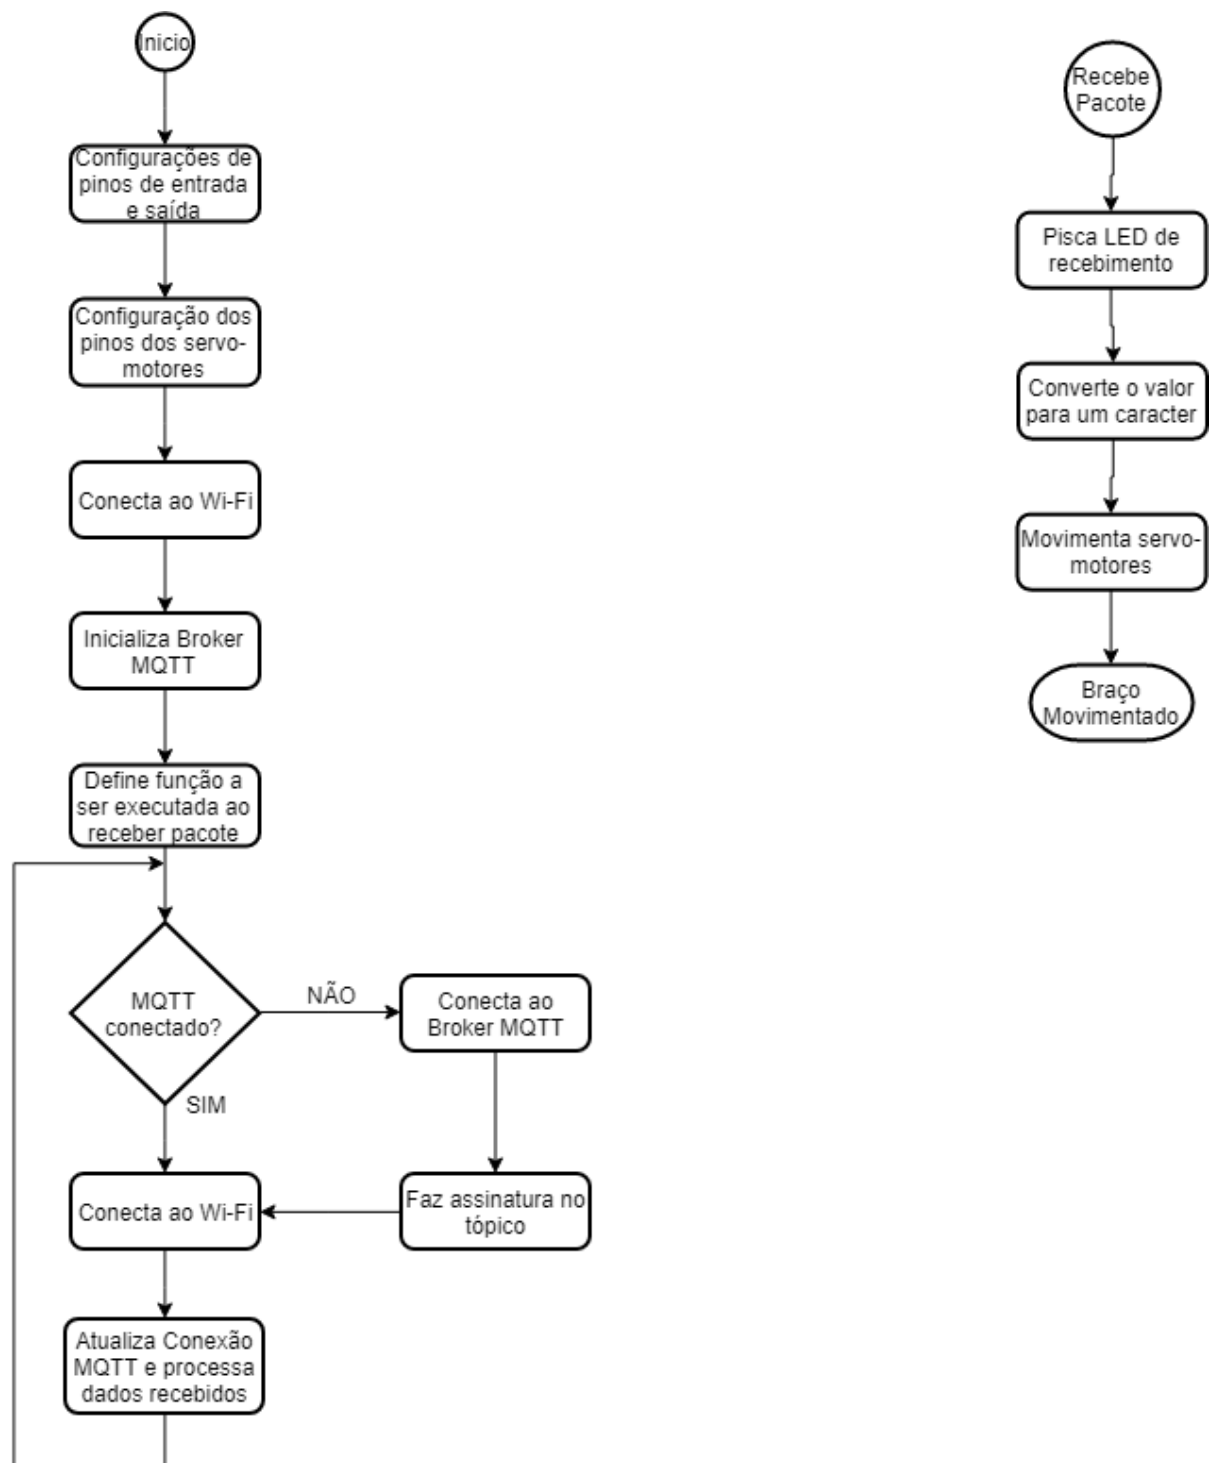 Inicio
Configurações de
pinos de entrada
e saída
Configuração dos
pinos dos servo-
motores
Conecta ao Wi-Fi
Inicializa Broker
MQTT
Define função a
ser executada ao
receber pacote
MQTT
conectado?
NÃO
Conecta ao
Broker MQTT
SIM
Conecta ao Wi-Fi
Faz assinatura no
tópico
Atualiza Conexão
MQTT e processa
dados recebidos
Recebe
Pacote
Pisca LED de
recebimento
Converte o valor
para um caracter
Movimenta servo-
motores
Braço
Movimentado